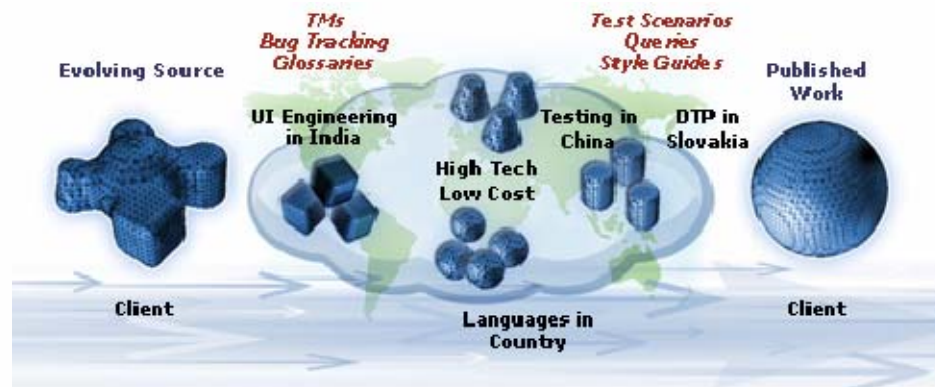 TMs
Bug Tracking
Glossaries
Test Scenarios
Queries
Style Guides
Evolving Source
Published
Work
UI Engineering
in India
Testing in
China
DTP in
Slovakia
High Tech
Low Cost
Client
Languages in
Country
Client